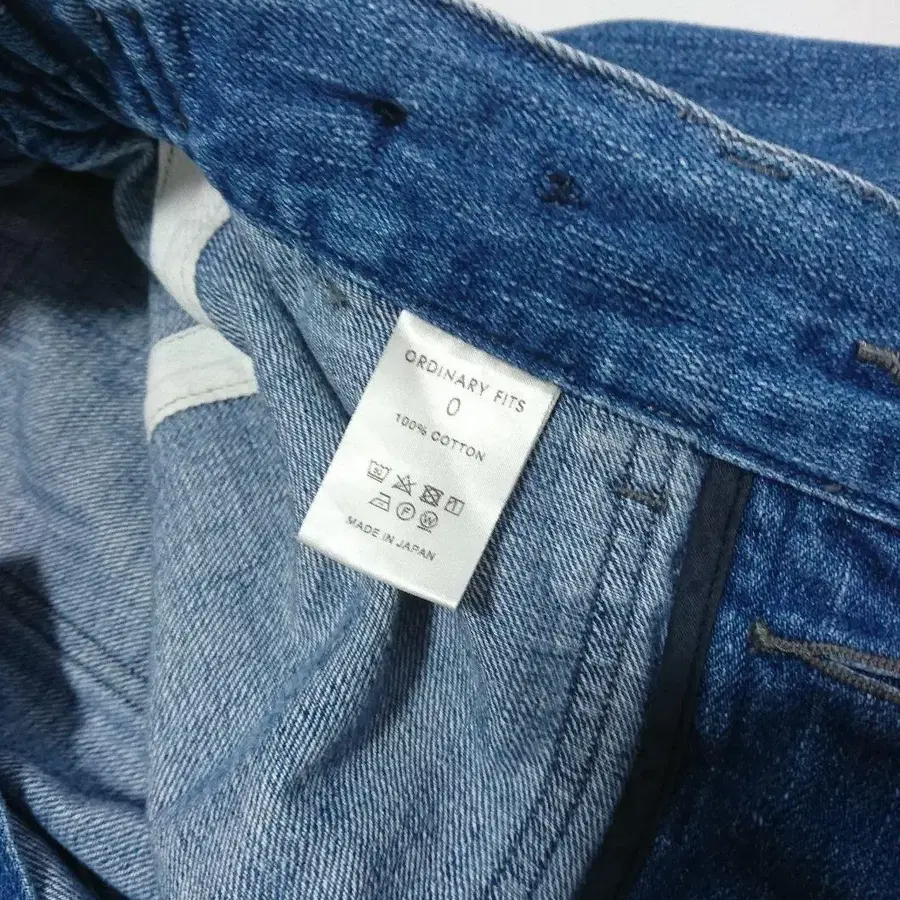 ORDINARY FITS
0
100% COTTON
F W
MADE IN JAPAN